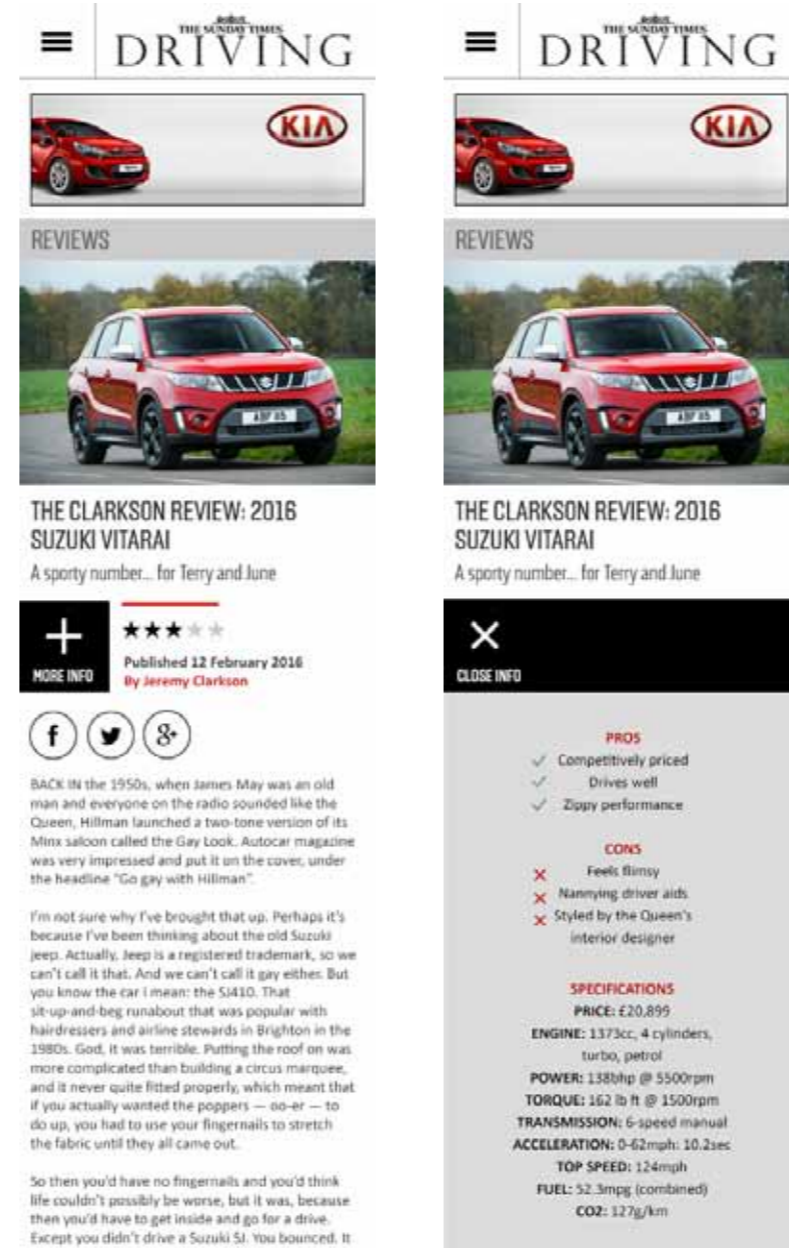 THE SUNDAY TIMES
DRIVING
KIA
REVIEWS
THE CLARKSON REVIEW: 2016
SUZUKI VITARAI
A sporty number... for Terry and June
MORE INFO
Published 12 February 2016
By Jeremy Clarkson
f
8+
BACK IN the 1950s, when James May was an old
man and everyone on the radio sounded like the
Queen, Hillman launched a two-tone version of its
Minx saloon called the Gay Look. Autocar magazine
was very impressed and put it on the cover, under
the headline "Go gay with Hillman".
I'm not sure why I've brought that up. Perhaps it's
because I've been thinking about the old Suzuki
jeep. Actually, Jeep is a registered trademark, so we
can't call it that. And we can't call it gay either. But
you know the car i mean: the SJ410. That
sit-up-and-beg runabout that was popular with
hairdressers and airline stewards in Brighton in the
1980s. God, it was terrible. Putting the roof on was
more complicated than building a circus marquee,
and it never quite fitted properly, which meant that
if you actually wanted the poppers — oo-er — to
do up, you had to use your fingernails to stretch
the fabric until they all came out.
So then you'd have no fingernails and you'd think
life couldn't possibly be worse, but it was, because
then you'd have to get inside and go for a drive.
Except you didn't drive a Suzuki SJ. You bounced. It
THE SUNDAY TIMES
DRIVING
KIA
REVIEWS
THE CLARKSON REVIEW: 2016
SUZUKI VITARAI
A sporty number... for Terry and June
CLOSE INFO
PROS
Competitively priced
Drives well
Zippy performance
CONS
Feels flimsy
Nannying driver aids
Styled by the Queen's
interior designer
SPECIFICATIONS
PRICE: £20,899
ENGINE: 1373cc, 4 cylinders,
turbo, petrol
POWER: 138bhp @ 5500rpm
TORQUE: 162 lb ft @ 1500rpm
TRANSMISSION: 6-speed manual
ACCELERATION: 0-62mph: 10.2sec
TOP SPEED: 124mph
FUEL: 52.3mpg (combined)
CO2: 127g/km